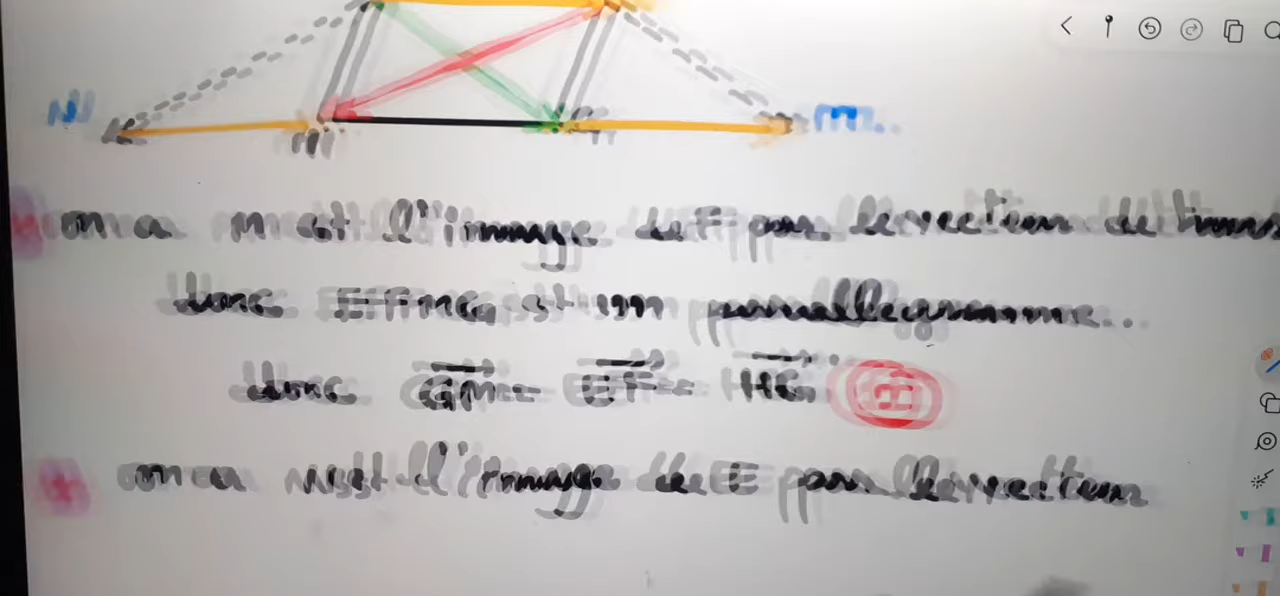 N
M
on a M est l'image de F par le vecteur de trans
donc EFMG est un parallelogramme...
donc GM = EF = HG
on a N est l'image de E par le vecteur